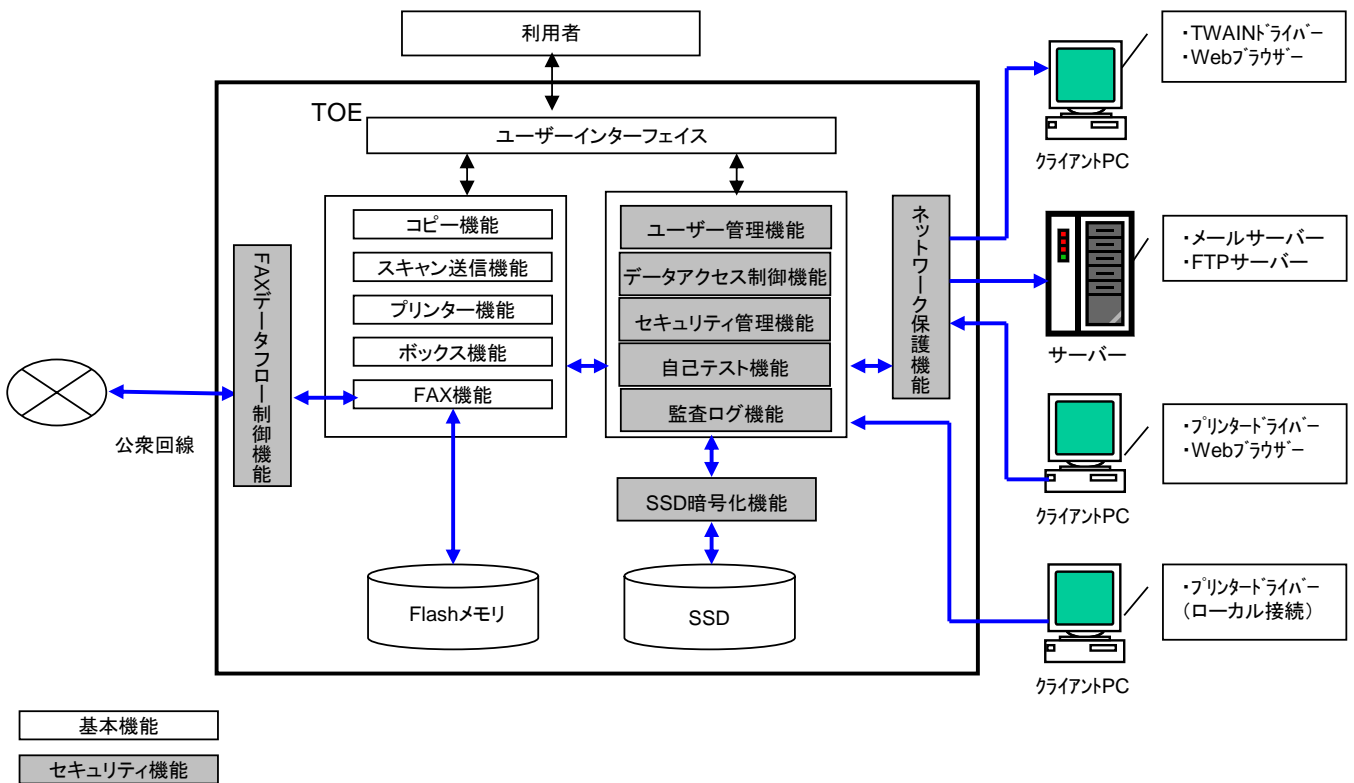 利用者
TOE
ユーザーインターフェイス
コピー機能
スキャン送信機能
プリンター機能
ボックス機能
FAX機能
ユーザー管理機能
データアクセス制御機能
セキュリティ管理機能
自己テスト機能
監査ログ機能
FAXデータフロー制御機能
ネットワーク保護機能
公衆回線
SSD暗号化機能
Flashメモリ
SSD
・TWAINﾄﾞﾗｲﾊﾞｰ
・Webﾌﾞﾗｳｻﾞｰ
ｸﾗｲｱﾝﾄPC
・メールサーバー
・FTPサーバー
サーバー
・ﾌﾟﾘﾝﾀｰﾄﾞﾗｲﾊﾞｰ
・Webﾌﾞﾗｳｻﾞｰ
ｸﾗｲｱﾝﾄPC
・ﾌﾟﾘﾝﾀｰﾄﾞﾗｲﾊﾞｰ
（ローカル接続）
ｸﾗｲｱﾝﾄPC
基本機能
セキュリティ機能